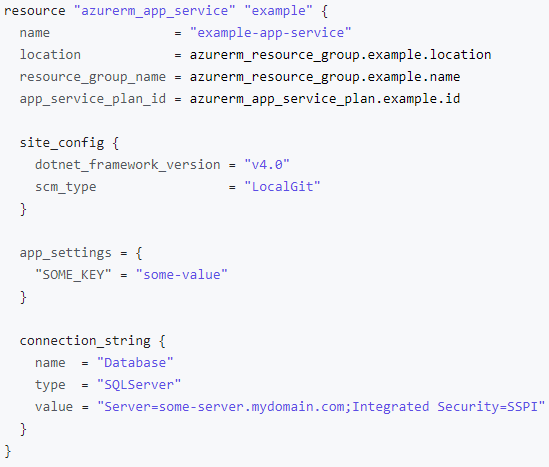 resource "azurerm_app_service" "example" {
  name                = "example-app-service"
  location            = azurerm_resource_group.example.location
  resource_group_name = azurerm_resource_group.example.name
  app_service_plan_id = azurerm_app_service_plan.example.id

  site_config {
    dotnet_framework_version = "v4.0"
    scm_type                 = "LocalGit"
  }

  app_settings = {
    "SOME_KEY" = "some-value"
  }

  connection_string {
    name  = "Database"
    type  = "SQLServer"
    value = "Server=some-server.mydomain.com;Integrated Security=SSPI"
  }
}